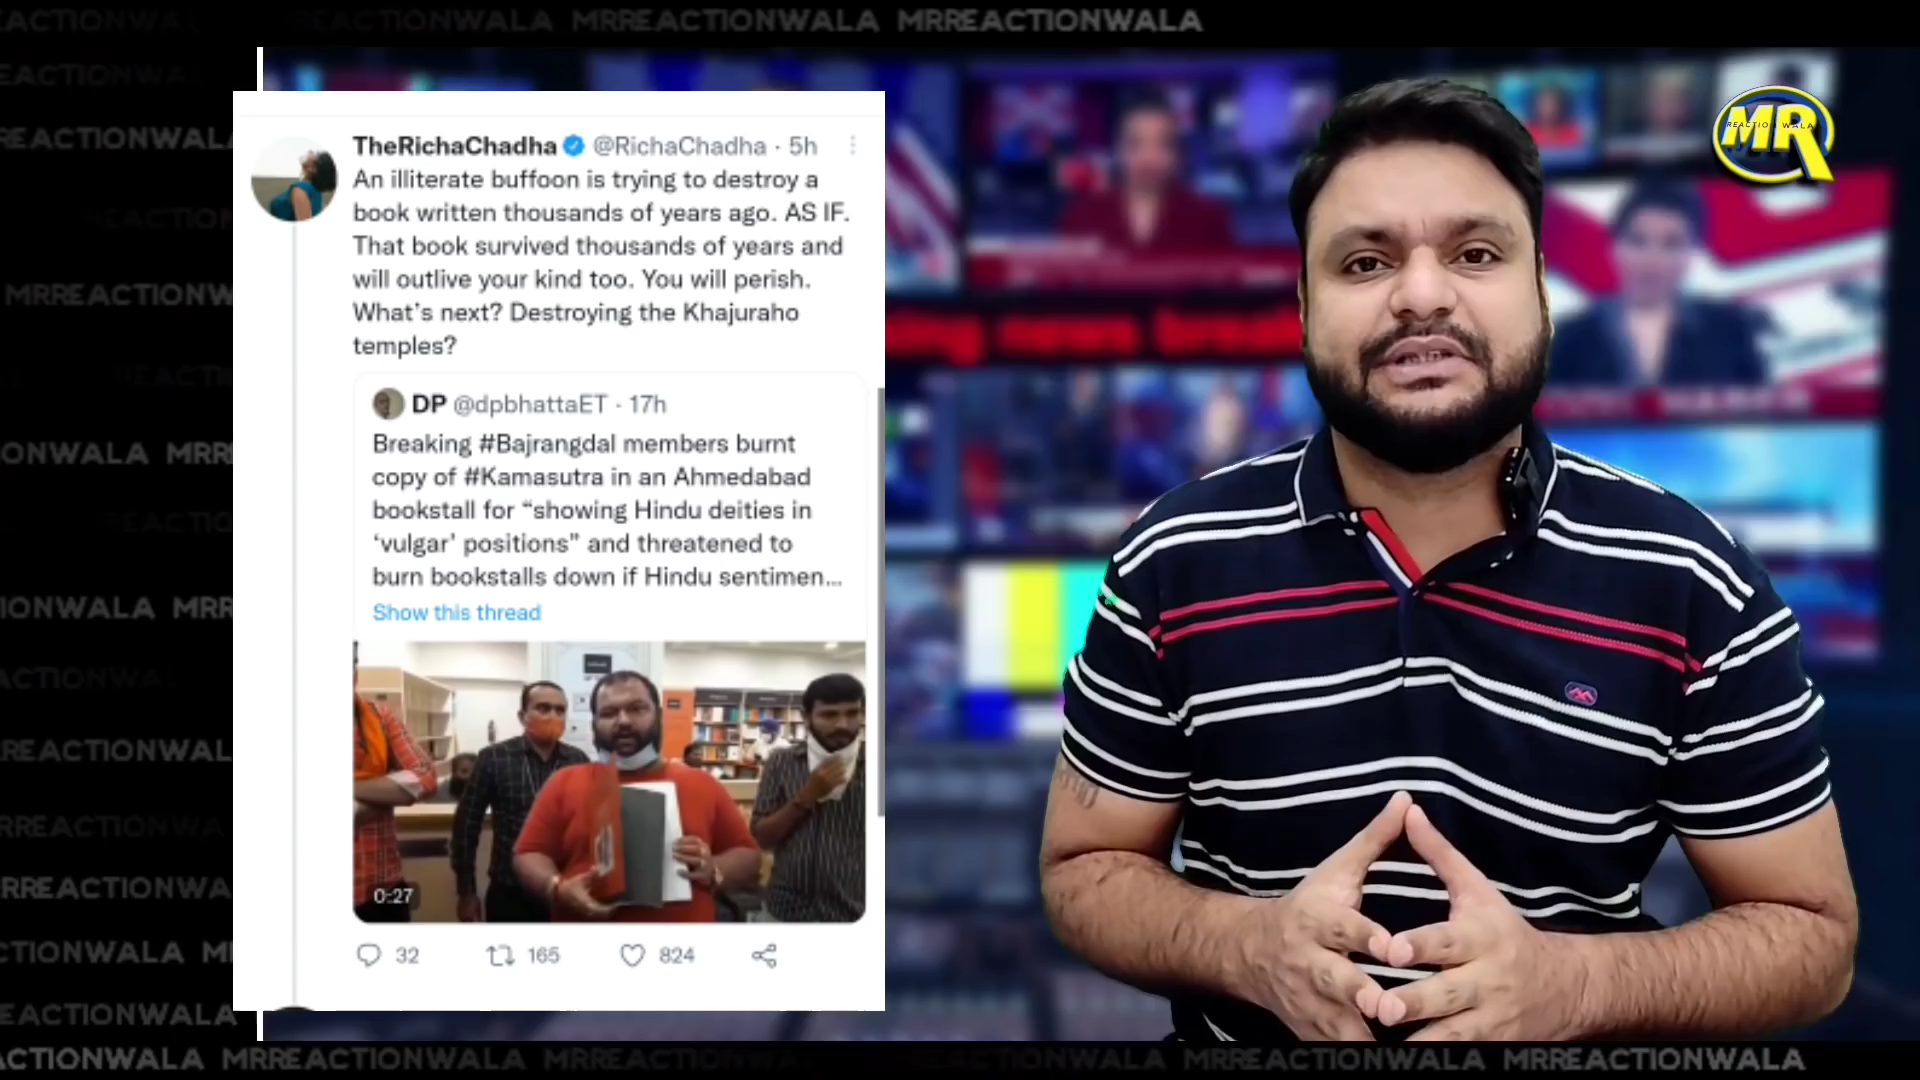 MRREACTIONWALA MRREACTIONWALA
TheRichaChadha @RichaChadha · 5h
An illiterate buffoon is trying to destroy a
book written thousands of years ago. AS IF.
That book survived thousands of years and
will outlive your kind too. You will perish.
What's next? Destroying the Khajuraho
temples?
DP @dpbhattaET · 17h
Breaking #Bajrangdal members burnt
copy of #Kamasutra in an Ahmedabad
bookstall for “showing Hindu deities in
‘vulgar’ positions” and threatened to
burn bookstalls down if Hindu sentimen...
Show this thread
0:27
32 165 824
MR
REACTION WALA
MRREACTIONWALA MRREACTIONWALA MRREACTIONWALA MRREACTIONWALA